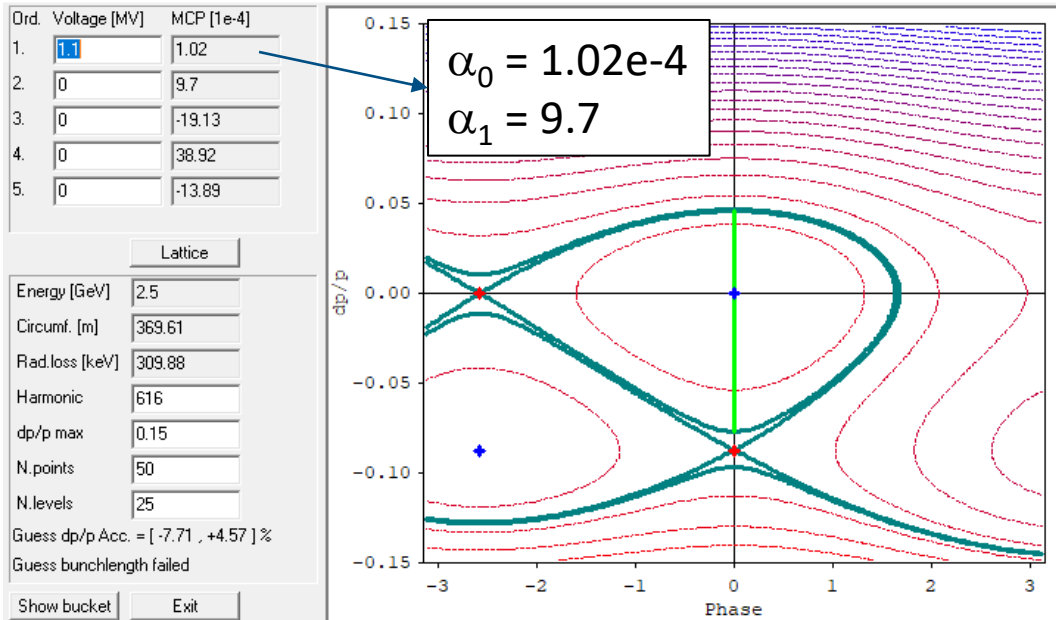 Ord. Voltage [MV] MCP [1e-4]
1. 1.1 1.02
2. 0 9.7
3. 0 -19.13
4. 0 38.92
5. 0 -13.89
Lattice
Energy [GeV] 2.5
Circumf. [m] 369.61
Rad.loss [keV] 309.88
Harmonic 616
dp/p max 0.15
N.points 50
N.levels 25
Guess dp/p Acc. = [ -7.71 , +4.57 ] %
Guess bunchlength failed
Show bucket Exit
α₀ = 1.02e-4
α₁ = 9.7
0.15
0.10
0.05
0.00
-0.05
-0.10
-0.15
dp/p
-3 -2 -1 0 1 2 3
Phase